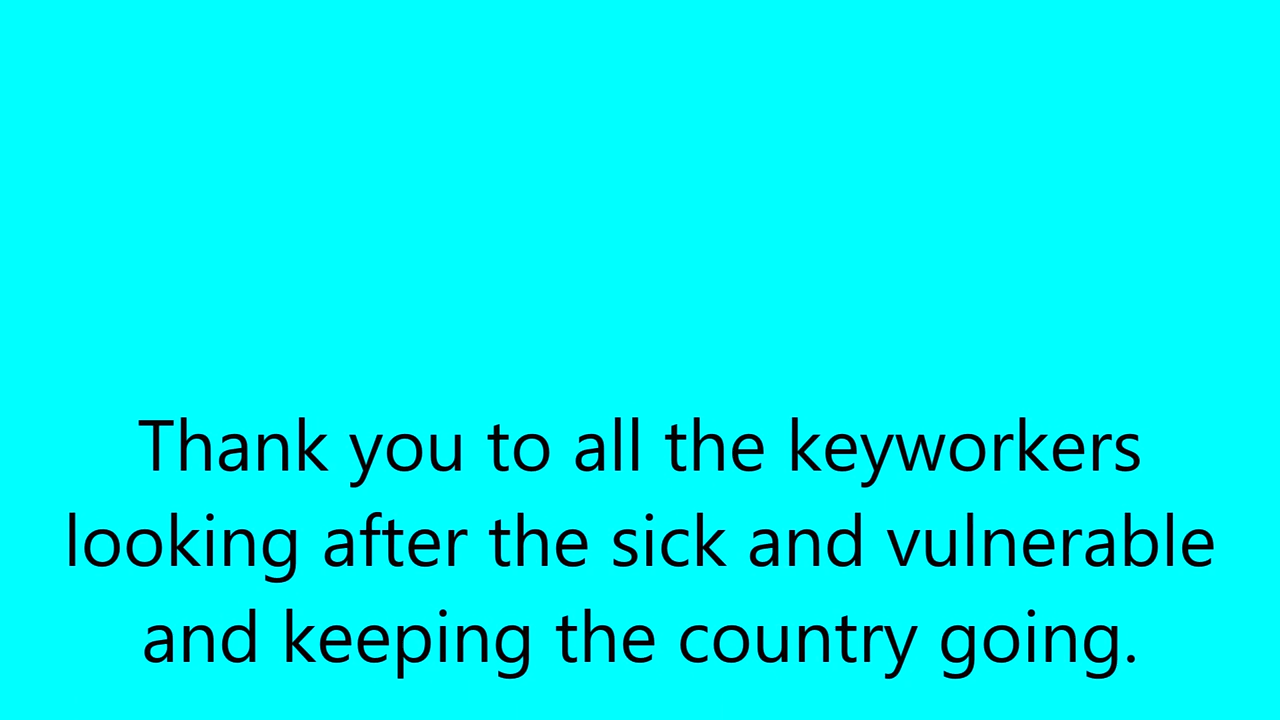 Thank you to all the keyworkers
looking after the sick and vulnerable
and keeping the country going.